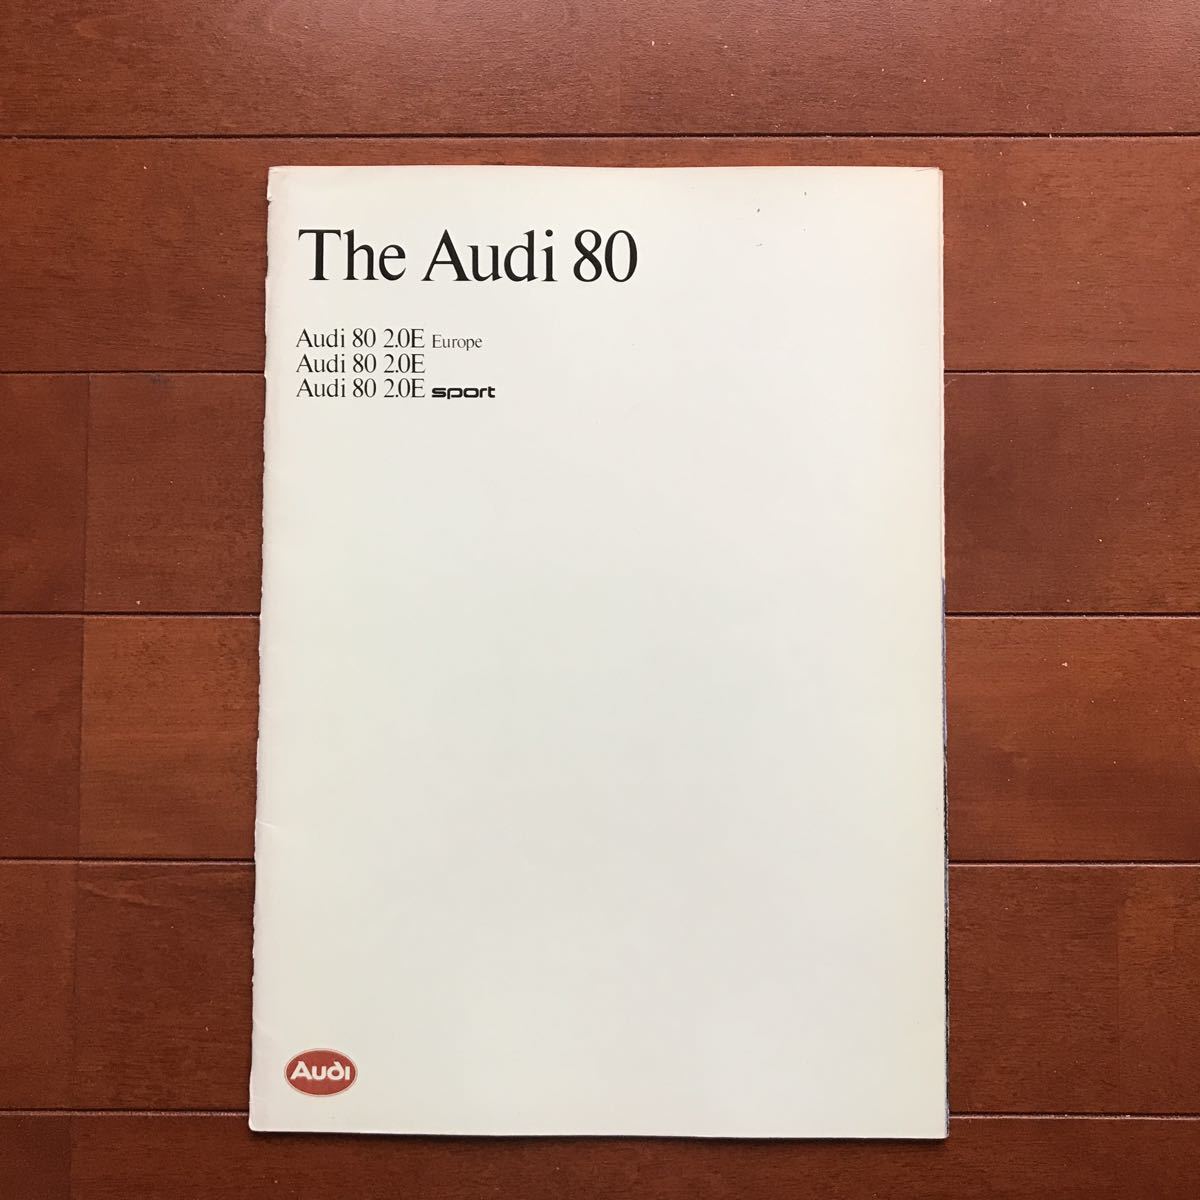 The Audi 80
Audi 80 2.0E Europe
Audi 80 2.0E
Audi 80 2.0E sport
Audi